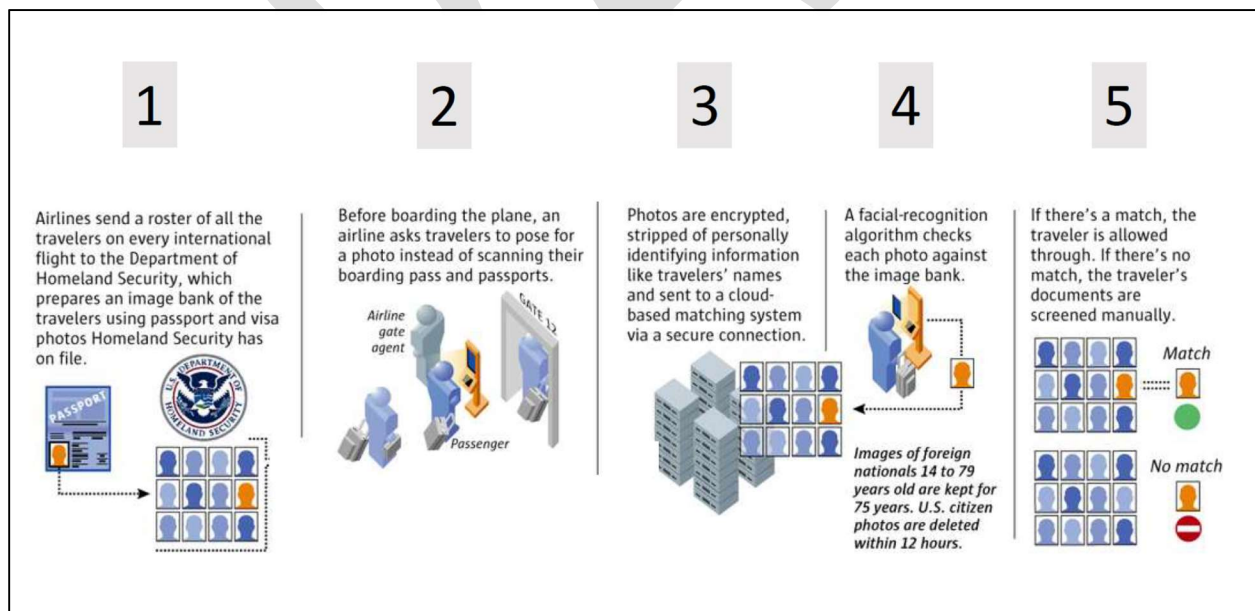 1
2
3
4
5
Airlines send a roster of all the
travelers on every international
flight to the Department of
Homeland Security, which
prepares an image bank of the
travelers using passport and visa
photos Homeland Security has
on file.
PASSPORT
U.S. DEPARTMENT OF
HOMELAND SECURITY
Before boarding the plane, an
airline asks travelers to pose for
a photo instead of scanning their
boarding pass and passports.
Airline
gate
agent
GATE 12
Passenger
Photos are encrypted,
stripped of personally
identifying information
like travelers' names
and sent to a cloud-
based matching system
via a secure connection.
A facial-recognition
algorithm checks
each photo against
the image bank.
Images of foreign
nationals 14 to 79
years old are kept for
75 years. U.S. citizen
photos are deleted
within 12 hours.
If there's a match, the
traveler is allowed
through. If there's no
match, the traveler's
documents are
screened manually.
Match
No match